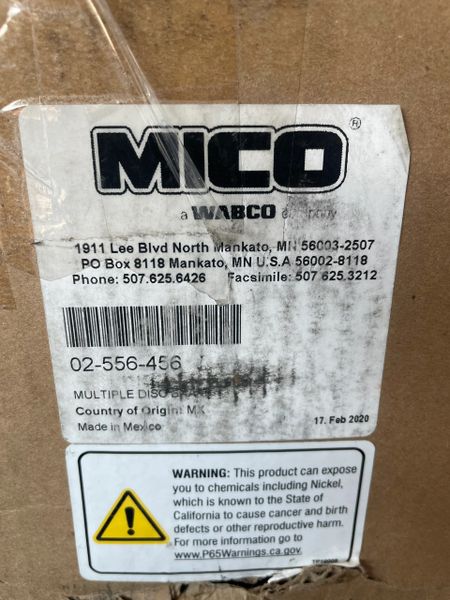 MICO®
a WABCO company
1911 Lee Blvd North Mankato, MN 56003-2507
PO Box 8118 Mankato, MN U.S.A 56002-8118
Phone: 507.625.6426 Facsimile: 507 625.3212
02-556-456
MULTIPLE DISC
Country of Origin: MX
Made in Mexico
17. Feb 2020
WARNING: This product can expose
you to chemicals including Nickel,
which is known to the State of
California to cause cancer and birth
defects or other reproductive harm.
For more information go to
www.P65Warnings.ca.gov.